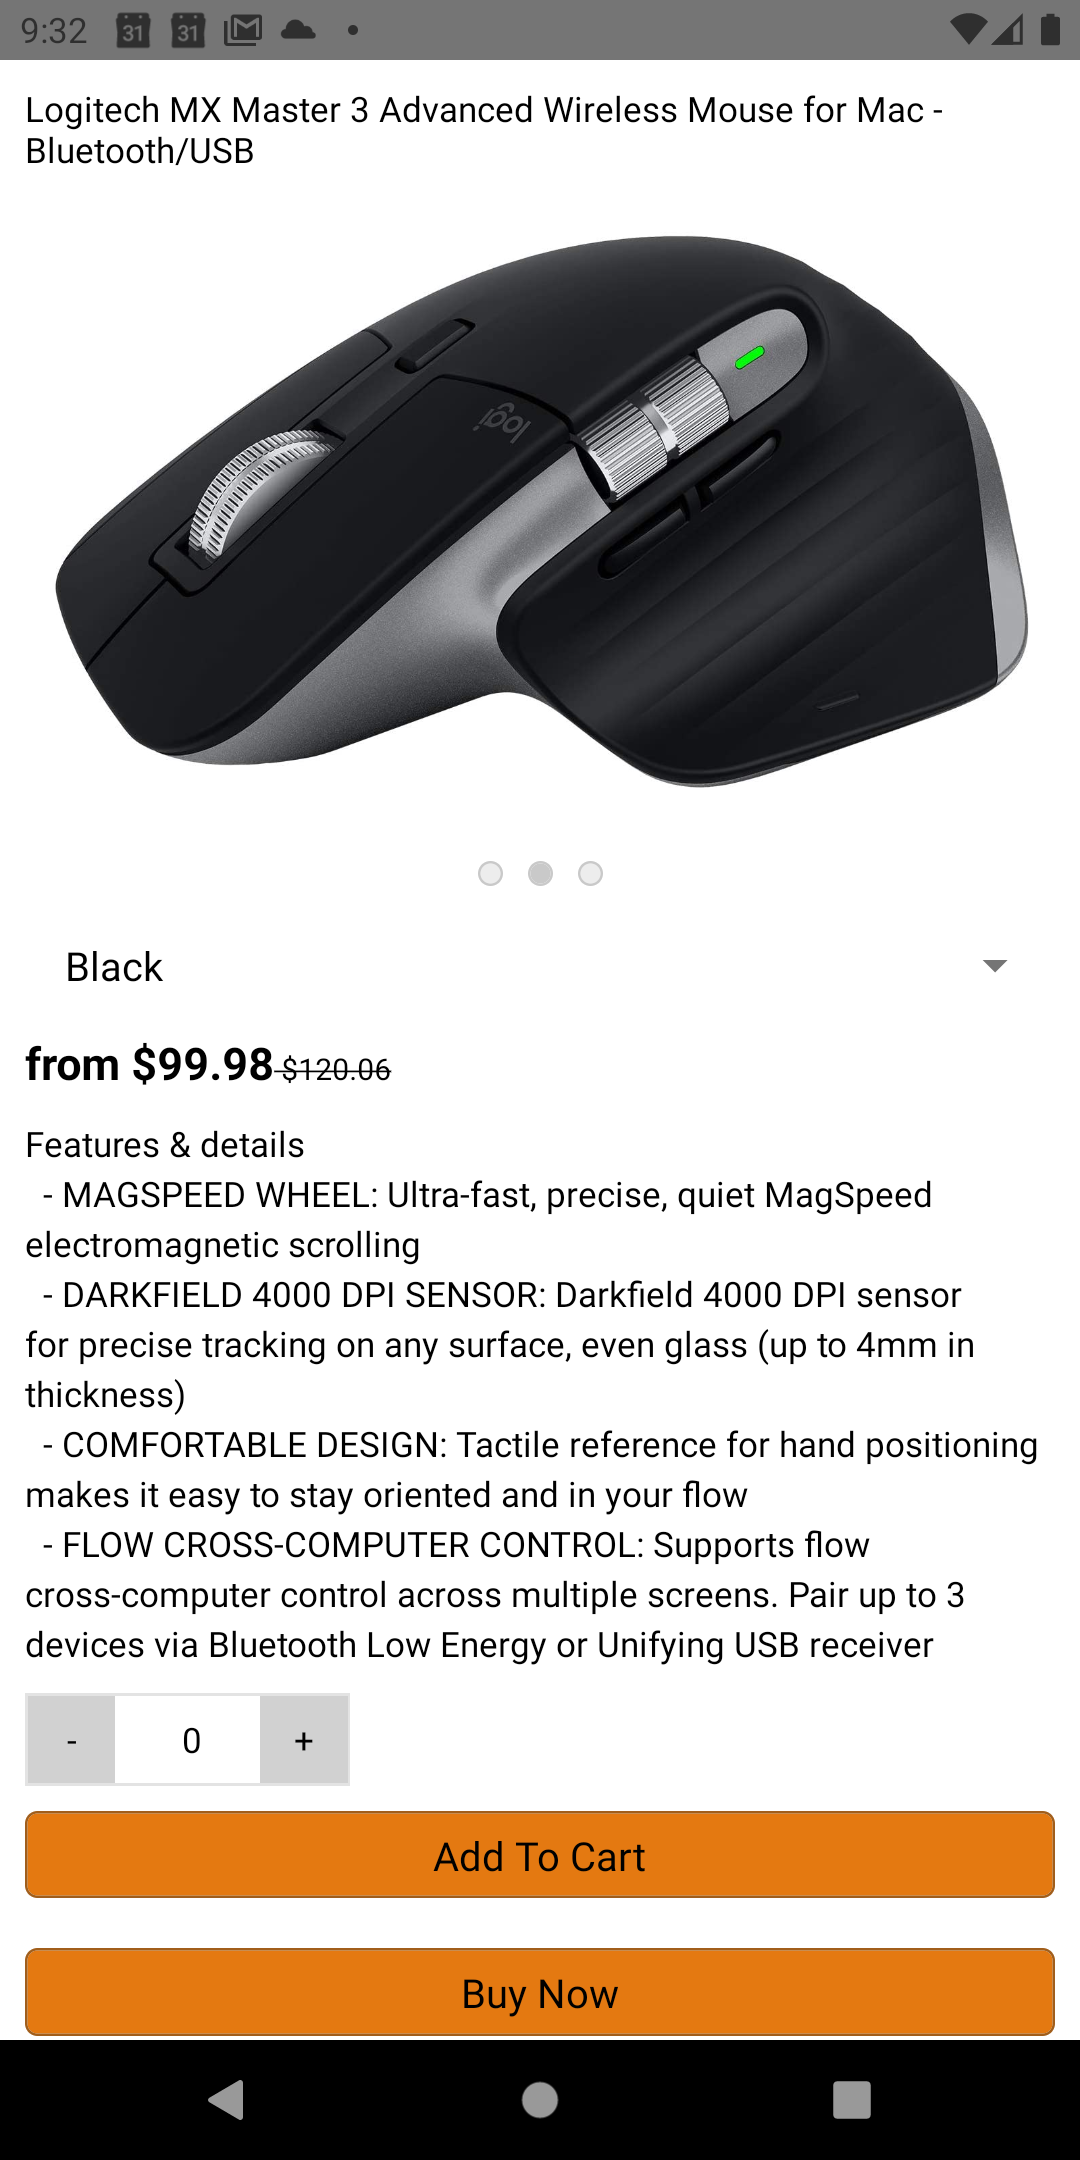 9:32
31 31
Logitech MX Master 3 Advanced Wireless Mouse for Mac -
Bluetooth/USB
logi
Black
from $99.98 $120.06
Features & details
- MAGSPEED WHEEL: Ultra-fast, precise, quiet MagSpeed
electromagnetic scrolling
- DARKFIELD 4000 DPI SENSOR: Darkfield 4000 DPI sensor
for precise tracking on any surface, even glass (up to 4mm in
thickness)
- COMFORTABLE DESIGN: Tactile reference for hand positioning
makes it easy to stay oriented and in your flow
- FLOW CROSS-COMPUTER CONTROL: Supports flow
cross-computer control across multiple screens. Pair up to 3
devices via Bluetooth Low Energy or Unifying USB receiver
- 0 +
Add To Cart
Buy Now